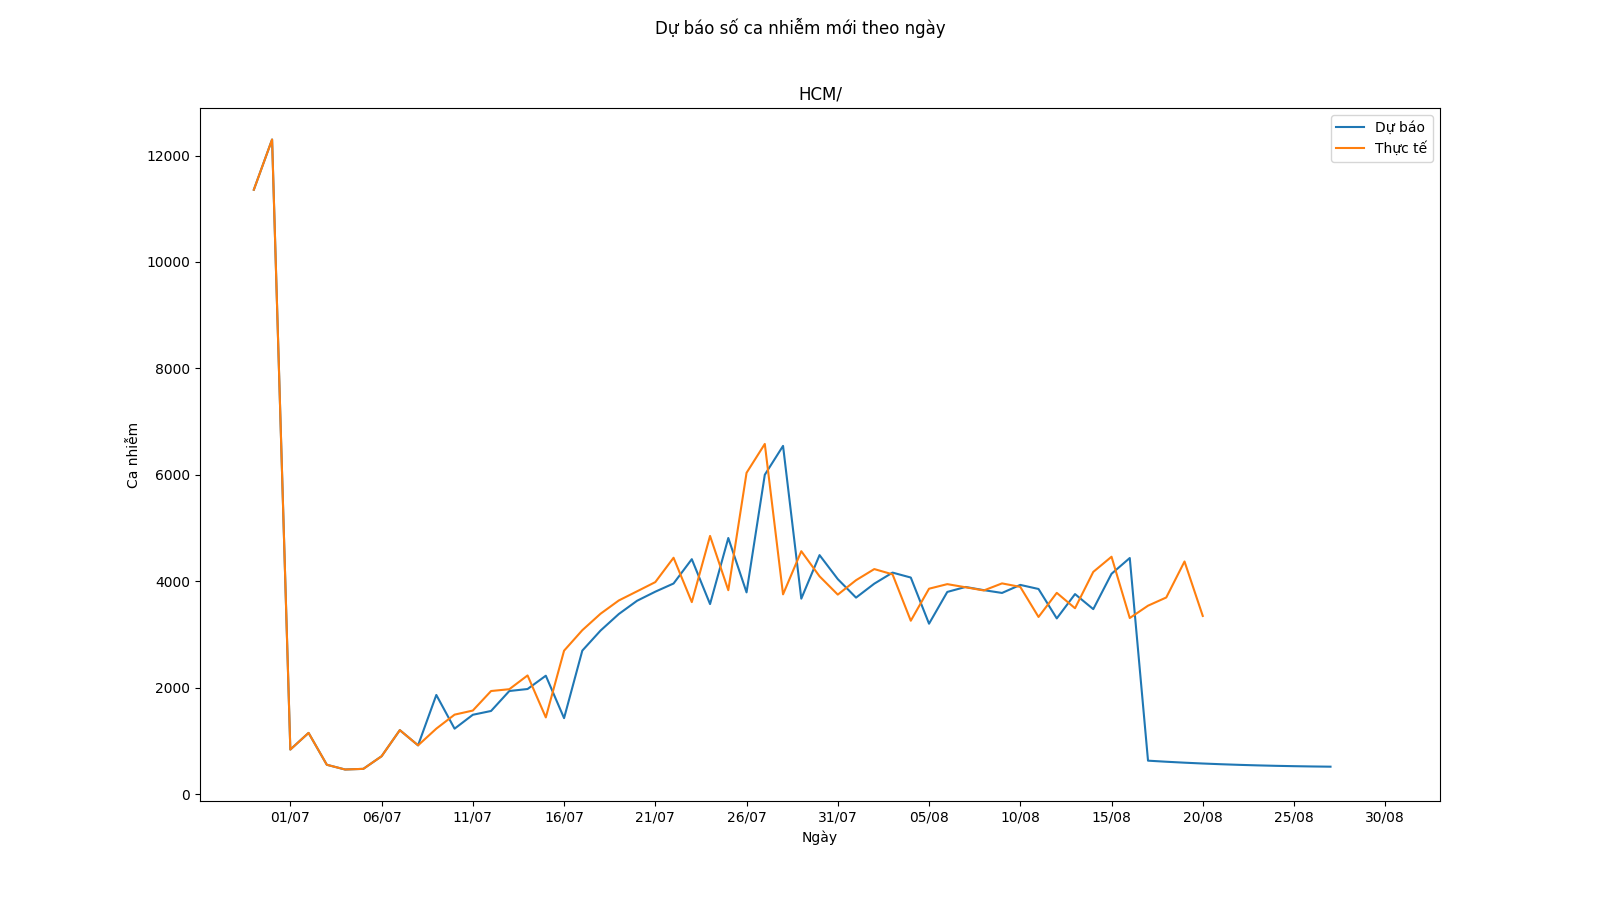 Dự báo số ca nhiễm mới theo ngày
HCM/
Dự báo
Thực tế
12000
10000
8000
6000
4000
2000
0
Ca nhiễm
01/07 06/07 11/07 16/07 21/07 26/07 31/07 05/08 10/08 15/08 20/08 25/08 30/08
Ngày